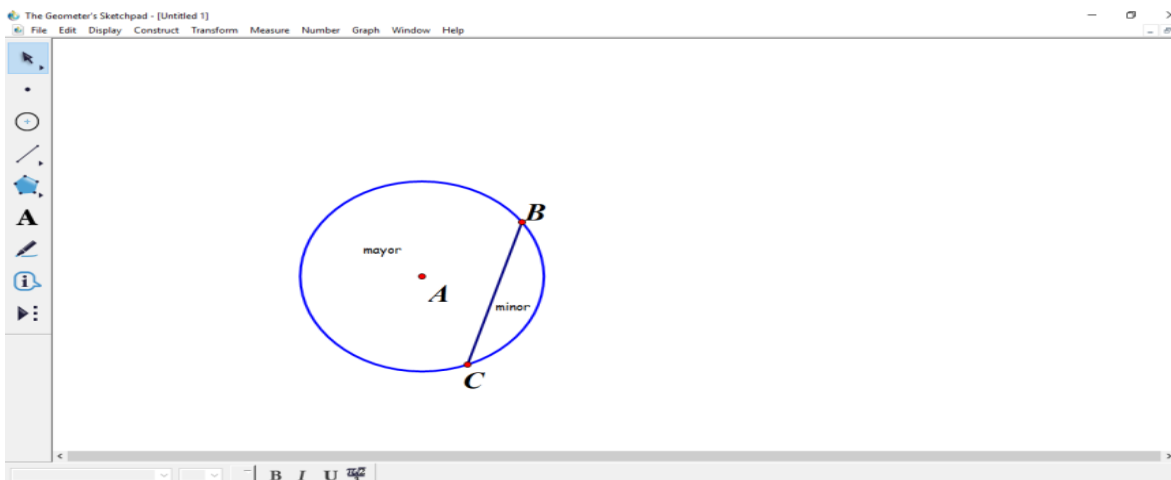 The Geometer's Sketchpad - [Untitled 1]
File Edit Display Construct Transform Measure Number Graph Window Help
A
B
mayor
A
minor
C
B I U